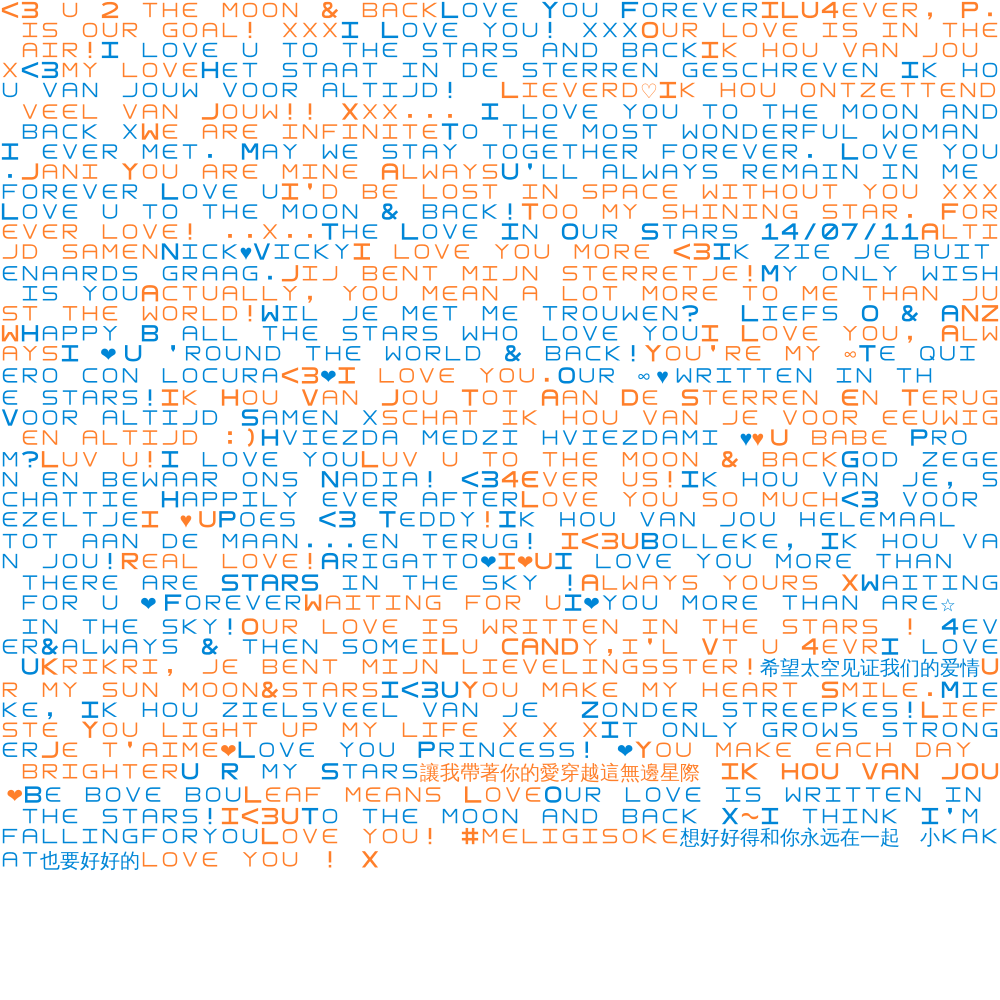 <3 U 2 THE MOON & BACKLOVE YOU FOREVERILU4EVER, P.
IS OUR GOAL! XXXI LOVE YOU! XXXOUR LOVE IS IN THE
AIR!I LOVE U TO THE STARS AND BACKIK HOU VAN JOU
X<3MY LOVEHET STAAT IN DE STERREN GESCHREVEN IK HO
U VAN JOUW VOOR ALTIJD!  LIEVERD♡IK HOU ONTZETTEND
VEEL VAN JOUW!! XXX... I LOVE YOU TO THE MOON AND
BACK XWE ARE INFINITETO THE MOST WONDERFUL WOMAN
I EVER MET. MAY WE STAY TOGETHER FOREVER. LOVE YOU
.JANI YOU ARE MINE ALWAYSU'LL ALWAYS REMAIN IN ME
FOREVER LOVE UI'D BE LOST IN SPACE WITHOUT YOU XXX
LOVE U TO THE MOON & BACK!TOO MY SHINING STAR. FOR
EVER LOVE! ..X..THE LOVE IN OUR STARS 14/07/11ALTI
JD SAMENNICK♥VICKYI LOVE YOU MORE <3IK ZIE JE BUIT
ENAARDS GRAAG.JIJ BENT MIJN STERRETJE!MY ONLY WISH
IS YOUACTUALLY, YOU MEAN A LOT MORE TO ME THAN JU
ST THE WORLD!WIL JE MET ME TROUWEN?  LIEFS O & ANZ
WHAPPY B ALL THE STARS WHO LOVE YOUI LOVE YOU, ALW
AYSI ❤U 'ROUND THE WORLD & BACK!YOU'RE MY ∞TE QUI
ERO CON LOCURA<3❤I LOVE YOU.OUR ∞♥WRITTEN IN TH
E STARS!IK HOU VAN JOU TOT AAN DE STERREN EN TERUG
VOOR ALTIJD SAMEN XSCHAT IK HOU VAN JE VOOR EEUWIG
EN ALTIJD :)HVIEZDA MEDZI HVIEZDAMI ♥♥U BABE PRO
M?LUV U!I LOVE YOULUV U TO THE MOON & BACKGOD ZEGE
N EN BEWAAR ONS NADIA! <34EVER US!IK HOU VAN JE, S
CHATTIE HAPPILY EVER AFTERLOVE YOU SO MUCH<3 VOOR
EZELTJEI ♥UPOES <3 TEDDY!IK HOU VAN JOU HELEMAAL
TOT AAN DE MAAN...EN TERUG! I<3UBOLLEKE, IK HOU VA
N JOU!REAL LOVE!ARIGATTO❤I❤UI LOVE YOU MORE THAN
THERE ARE STARS IN THE SKY !ALWAYS YOURS XWAITING
FOR U ❤FOREVERWAITING FOR UI❤YOU MORE THAN ARE☆
IN THE SKY!OUR LOVE IS WRITTEN IN THE STARS ! 4EV
ER&ALWAYS & THEN SOMEILU CANDY,I'L VT U 4EVRI LOVE
UKRIKRI, JE BENT MIJN LIEVELINGSSTER!希望太空见证我们的爱情U
R MY SUN MOON&STARSI<3UYOU MAKE MY HEART SMILE.MIE
KE, IK HOU ZIELSVEEL VAN JE  ZONDER STREEPKES!LIEF
STE YOU LIGHT UP MY LIFE X X XIT ONLY GROWS STRONG
ERJE T'AIME❤LOVE YOU PRINCESS! ❤YOU MAKE EACH DAY
BRIGHTERU R MY STARS讓我帶著你的愛穿越這無邊星際 IK HOU VAN JOU
❤BE BOVE BOULEAF MEANS LOVEOUR LOVE IS WRITTEN IN
THE STARS!I<3UTO THE MOON AND BACK X~I THINK I'M
FALLINGFORYOULOVE YOU! #MELIGISOKE想好好得和你永远在一起 小KAK
AT也要好好的LOVE YOU ! X